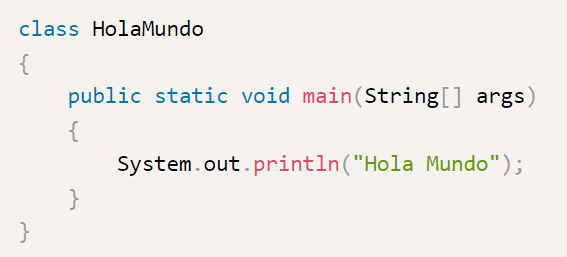 class HolaMundo
{
    public static void main(String[] args)
    {
        System.out.println("Hola Mundo");
    }
}